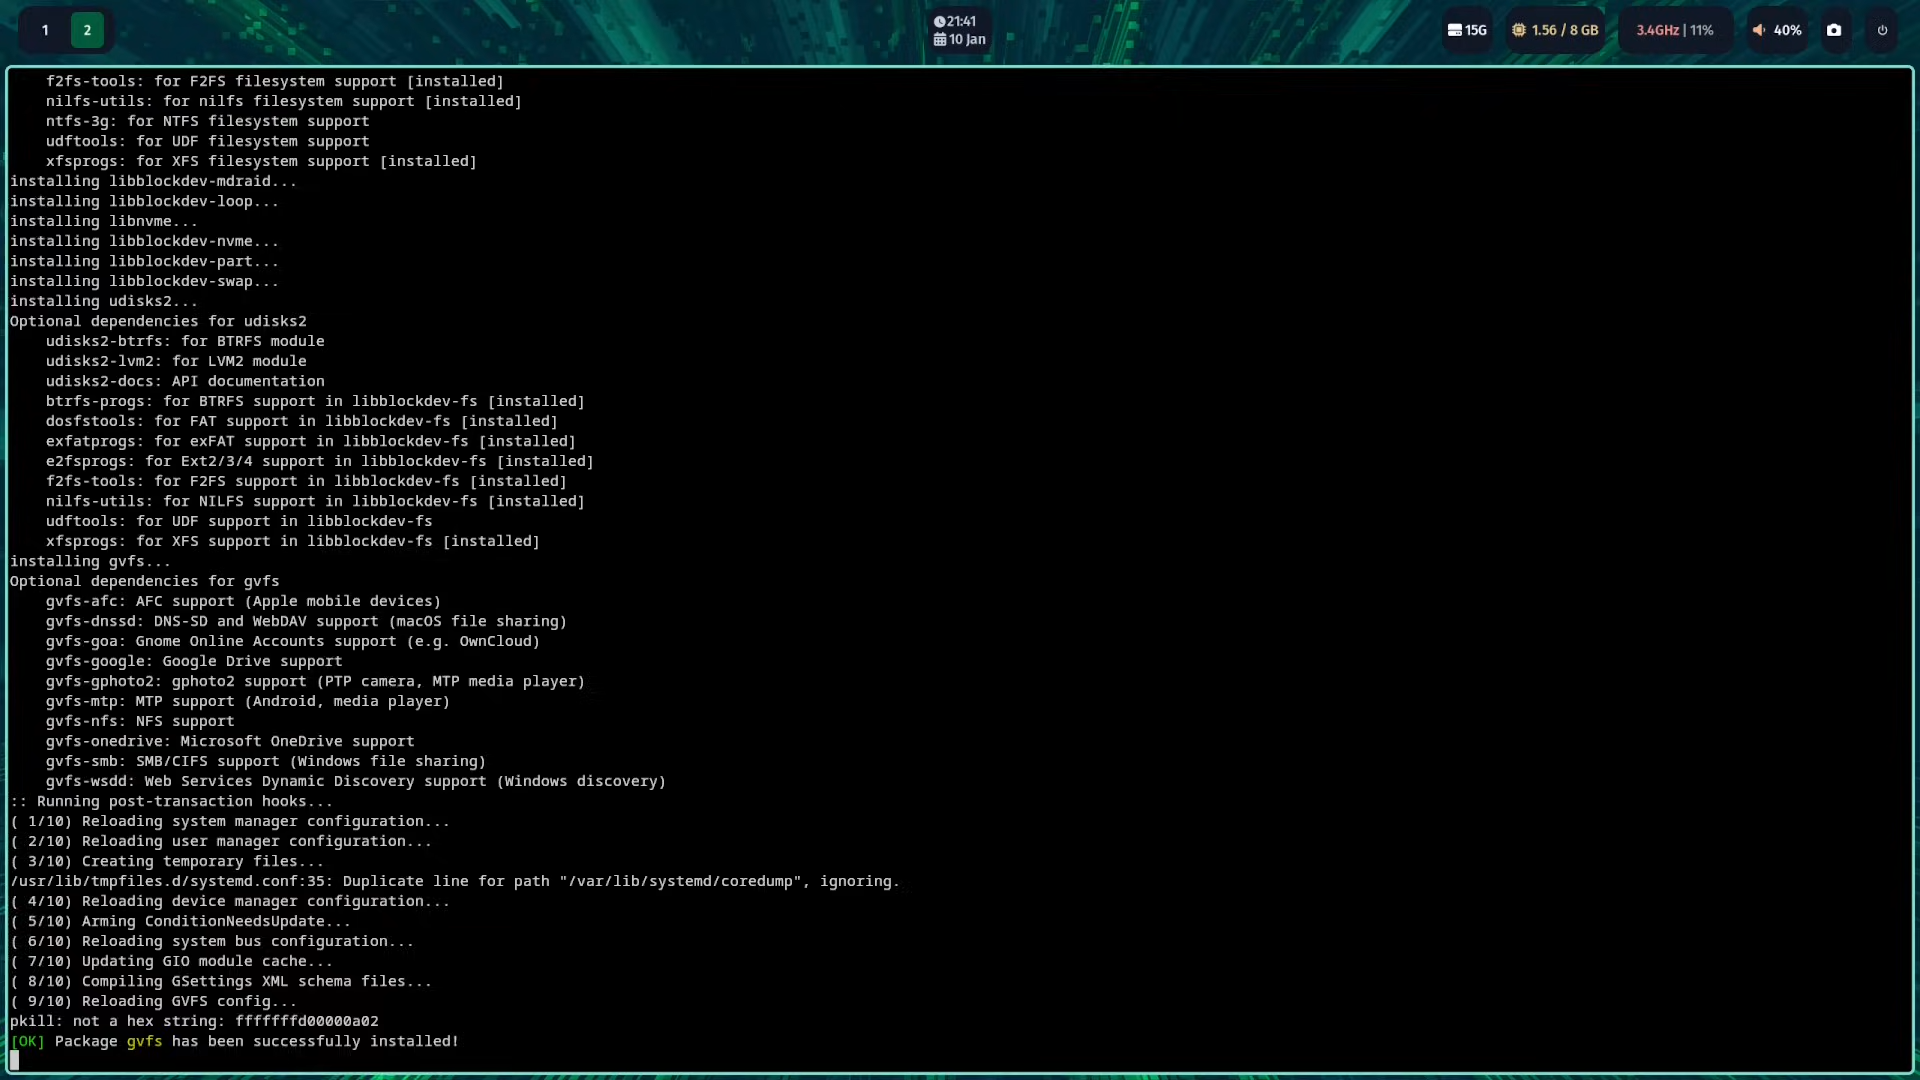 1 2
21:41
10 Jan
15G 1.56 / 8 GB 3.4GHz | 11% 40%
f2fs-tools: for F2FS filesystem support [installed]
nilfs-utils: for nilfs filesystem support [installed]
ntfs-3g: for NTFS filesystem support
udftools: for UDF filesystem support
xfsprogs: for XFS filesystem support [installed]
installing libblockdev-mdraid...
installing libblockdev-loop...
installing libnvme...
installing libblockdev-nvme...
installing libblockdev-part...
installing libblockdev-swap...
installing udisks2...
Optional dependencies for udisks2
udisks2-btrfs: for BTRFS module
udisks2-lvm2: for LVM2 module
udisks2-docs: API documentation
btrfs-progs: for BTRFS support in libblockdev-fs [installed]
dosfstools: for FAT support in libblockdev-fs [installed]
exfatprogs: for exFAT support in libblockdev-fs [installed]
e2fsprogs: for Ext2/3/4 support in libblockdev-fs [installed]
f2fs-tools: for F2FS support in libblockdev-fs [installed]
nilfs-utils: for NILFS support in libblockdev-fs [installed]
udftools: for UDF support in libblockdev-fs
xfsprogs: for XFS support in libblockdev-fs [installed]
installing gvfs...
Optional dependencies for gvfs
gvfs-afc: AFC support (Apple mobile devices)
gvfs-dnssd: DNS-SD and WebDAV support (macOS file sharing)
gvfs-goa: Gnome Online Accounts support (e.g. OwnCloud)
gvfs-google: Google Drive support
gvfs-gphoto2: gphoto2 support (PTP camera, MTP media player)
gvfs-mtp: MTP support (Android, media player)
gvfs-nfs: NFS support
gvfs-onedrive: Microsoft OneDrive support
gvfs-smb: SMB/CIFS support (Windows file sharing)
gvfs-wsdd: Web Services Dynamic Discovery support (Windows discovery)
:: Running post-transaction hooks...
( 1/10) Reloading system manager configuration...
( 2/10) Reloading user manager configuration...
( 3/10) Creating temporary files...
/usr/lib/tmpfiles.d/systemd.conf:35: Duplicate line for path "/var/lib/systemd/coredump", ignoring.
( 4/10) Reloading device manager configuration...
( 5/10) Arming ConditionNeedsUpdate...
( 6/10) Reloading system bus configuration...
( 7/10) Updating GIO module cache...
( 8/10) Compiling GSettings XML schema files...
( 9/10) Reloading GVFS config...
pkill: not a hex string: fffffffd00000a02
[OK] Package gvfs has been successfully installed!